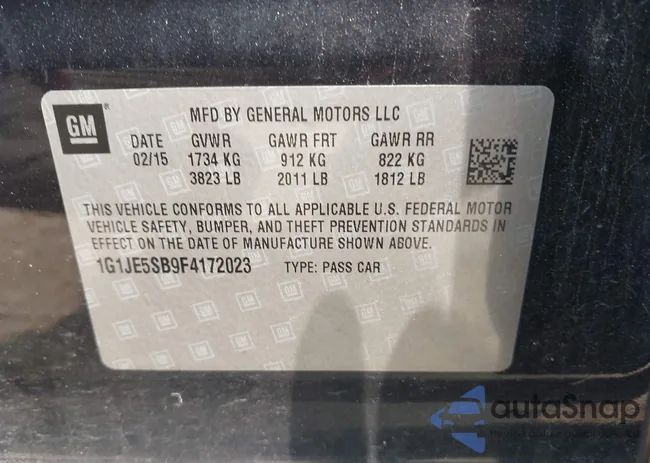 GM
MFD BY GENERAL MOTORS LLC
DATE GVWR GAWR FRT GAWR RR
02/15 1734 KG 912 KG 822 KG
3823 LB 2011 LB 1812 LB
THIS VEHICLE CONFORMS TO ALL APPLICABLE U.S. FEDERAL MOTOR
VEHICLE SAFETY, BUMPER, AND THEFT PREVENTION STANDARDS IN
EFFECT ON THE DATE OF MANUFACTURE SHOWN ABOVE.
1G1JE5SB9F4172023 TYPE: PASS CAR
autoSnap